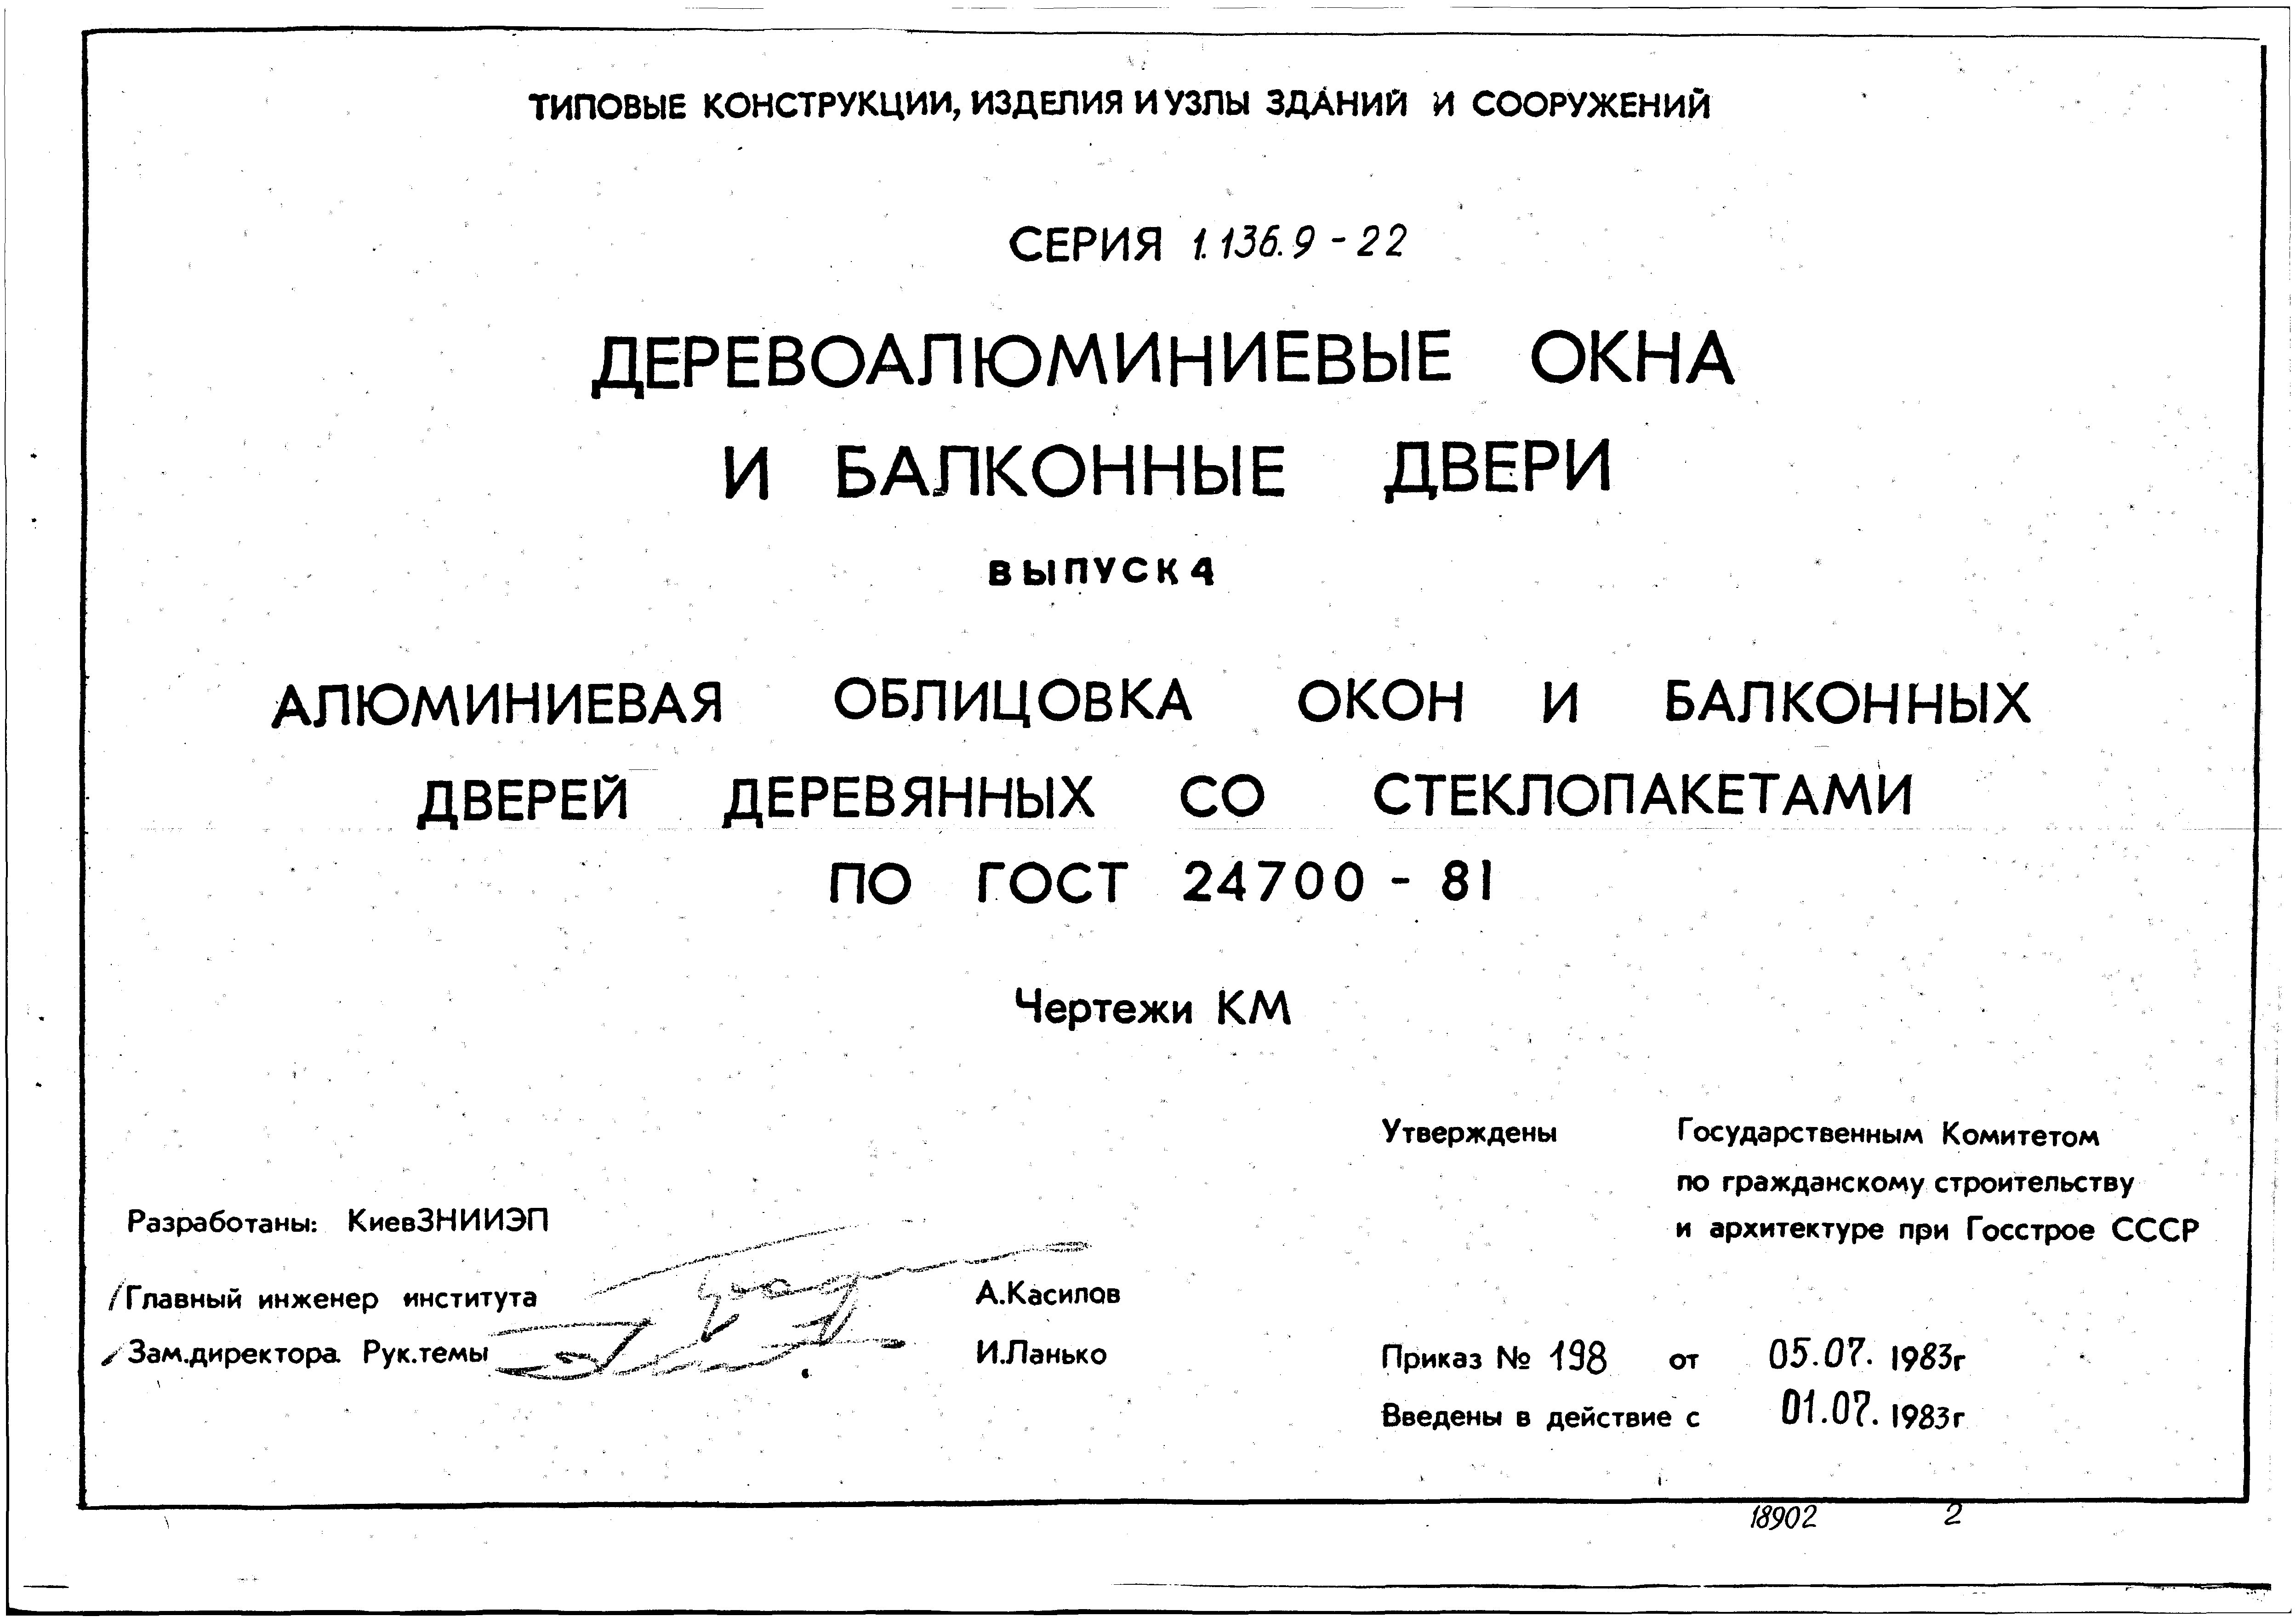 ТИПОВЫЕ КОНСТРУКЦИИ, ИЗДЕЛИЯ И УЗЛЫ ЗДАНИЙ И СООРУЖЕНИЙ
СЕРИЯ 1.136.9-22
ДЕРЕВОАЛЮМИНИЕВЫЕ ОКНА
И БАЛКОННЫЕ ДВЕРИ
ВЫПУСК 4
АЛЮМИНИЕВАЯ ОБЛИЦОВКА ОКОН И БАЛКОННЫХ
ДВЕРЕЙ ДЕРЕВЯННЫХ СО СТЕКЛОПАКЕТАМИ
ПО ГОСТ 24700-81
Чертежи КМ
Утверждены Государственным Комитетом
по гражданскому строительству
и архитектуре при Госстрое СССР
Разработаны: КиевЗНИИЭП
Главный инженер института А.Касилов
Зам.директора. Рук.темы И.Ланько
Приказ № 198 от 05.07.1983г
Введены в действие с 01.07.1983г
18902 2